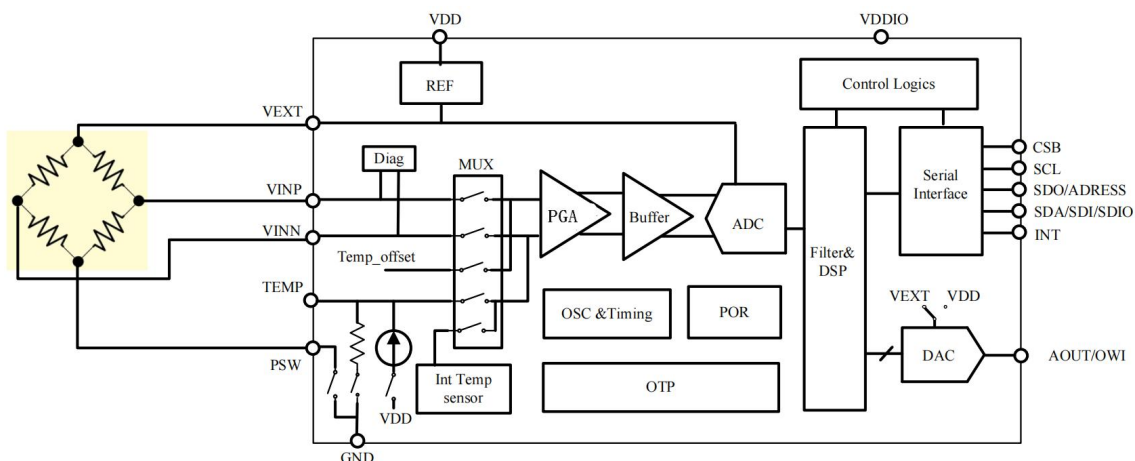 VDD
VDDIO
REF
Control Logics
VEXT
Diag
MUX
CSB
SCL
VINP
PGA
Buffer
ADC
Serial
Interface
SDO/ADRESS
SDA/SDI/SDIO
VINN
INT
Temp_offset
Filter&
DSP
TEMP
OSC &Timing
POR
VEXT
VDD
PSW
DAC
AOUT/OWI
Int Temp
sensor
OTP
VDD
GND